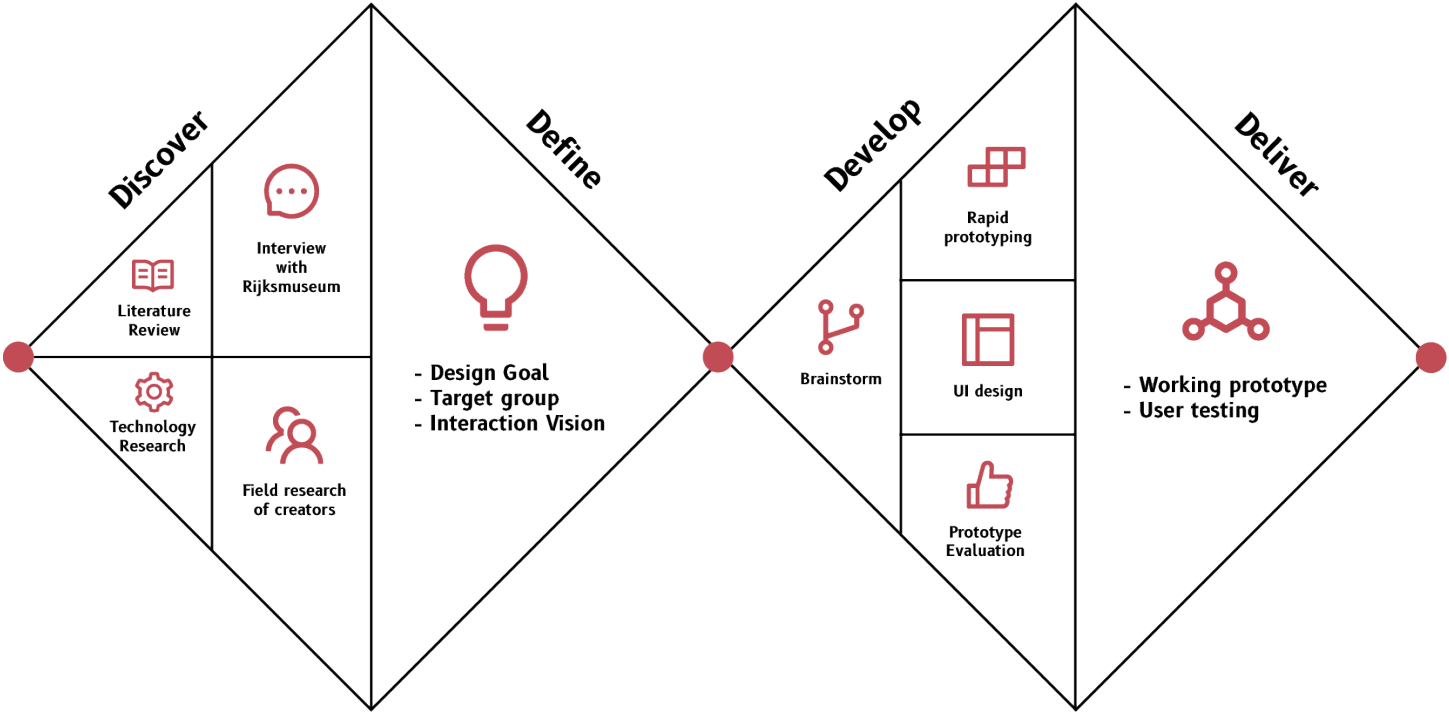 Discover
Literature
Review
Interview
with
Rijksmuseum
Technology
Research
Field research
of creators
Define
- Design Goal
- Target group
- Interaction Vision
Develop
Brainstorm
Rapid
prototyping
UI design
Prototype
Evaluation
Deliver
- Working prototype
- User testing